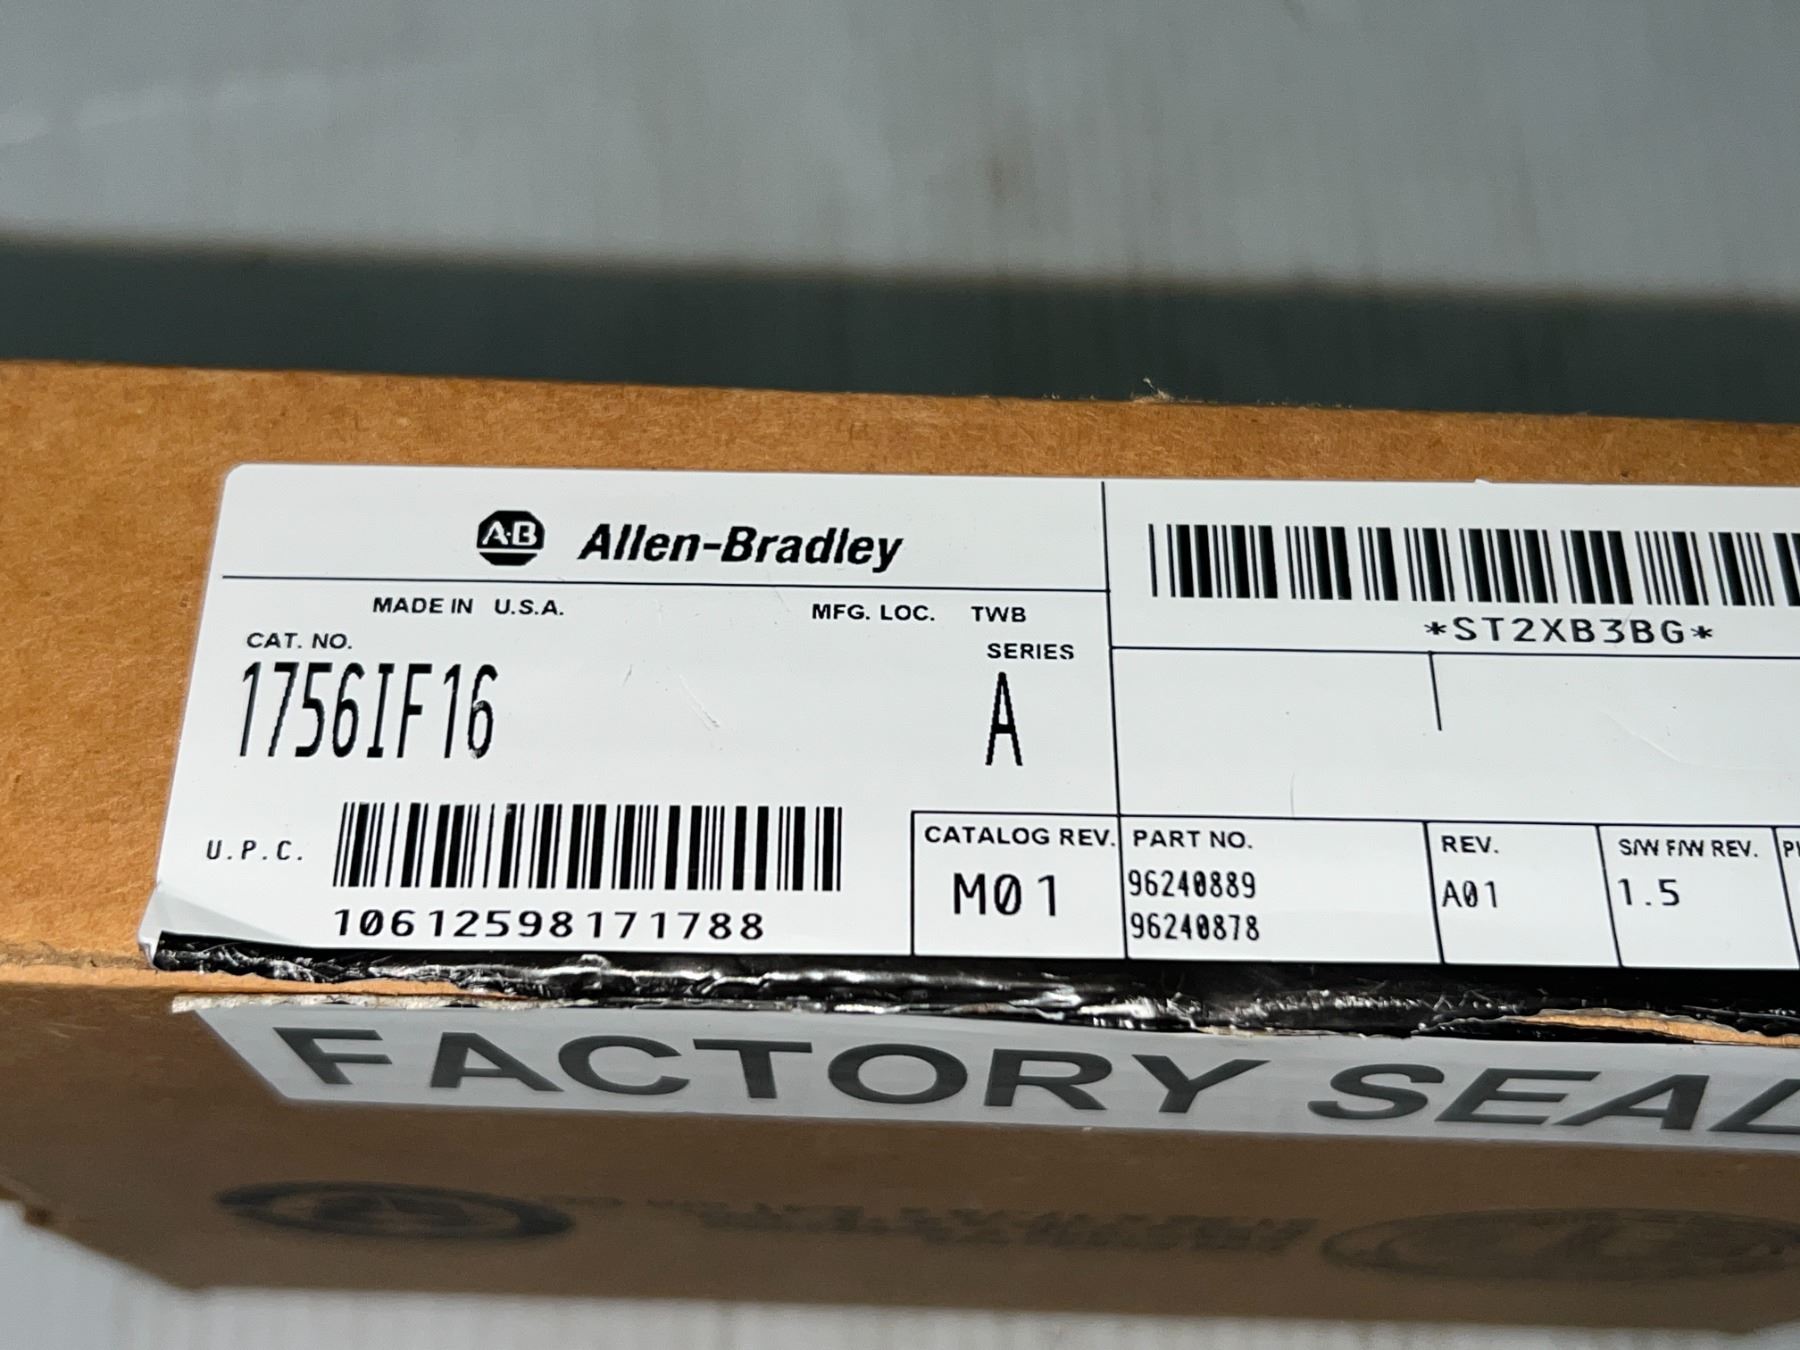 A-B Allen-Bradley
MADE IN U.S.A. MFG. LOC. TWB
CAT. NO. SERIES
1756IF16 A
U.P.C.
10612598171788
*ST2XB3BG*
CATALOG REV. PART NO. REV. S/W F/W REV.
M01 96240889 A01 1.5
96240878
FACTORY SEAL